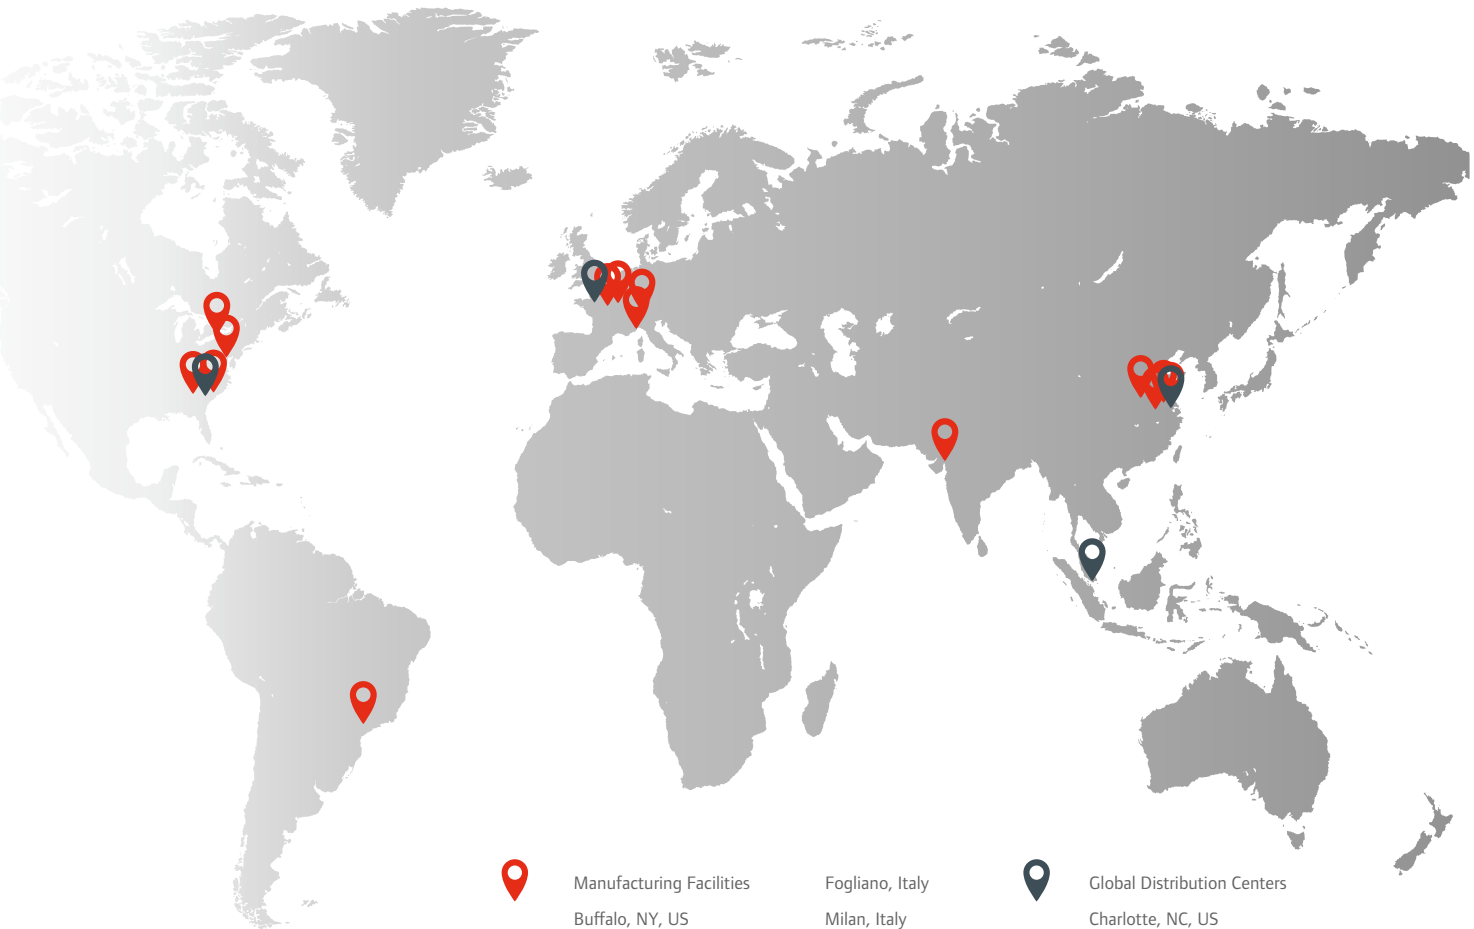 Manufacturing Facilities
Buffalo, NY, US
Fogliano, Italy
Milan, Italy
Global Distribution Centers
Charlotte, NC, US